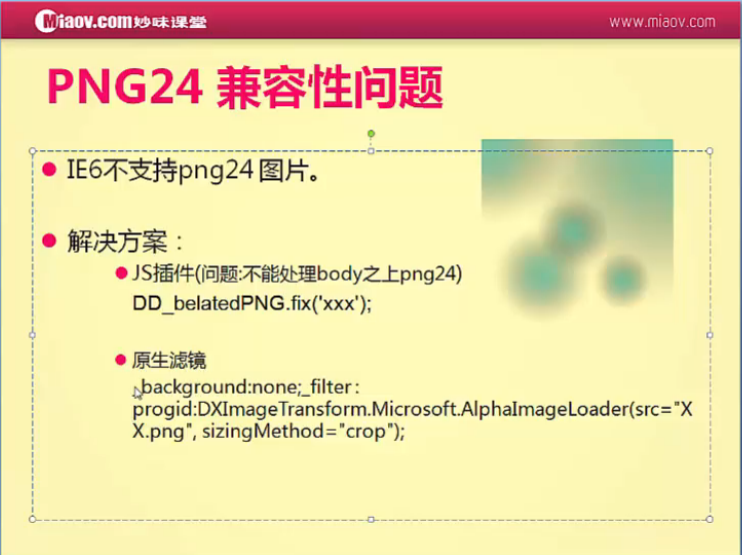 Miaov.com妙味课堂
www.miaov.com
PNG24 兼容性问题
IE6不支持png24 图片。
解决方案：
JS插件(问题:不能处理body之上png24)
DD_belatedPNG.fix('xxx');
原生滤镜
_background:none;_filter :
progid:DXImageTransform.Microsoft.AlphaImageLoader(src="X
X.png", sizingMethod="crop");